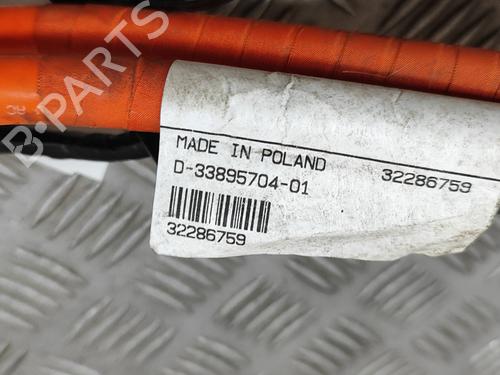 MADE IN POLAND 32286759
D-33895704-01
32286759
B-PARTS